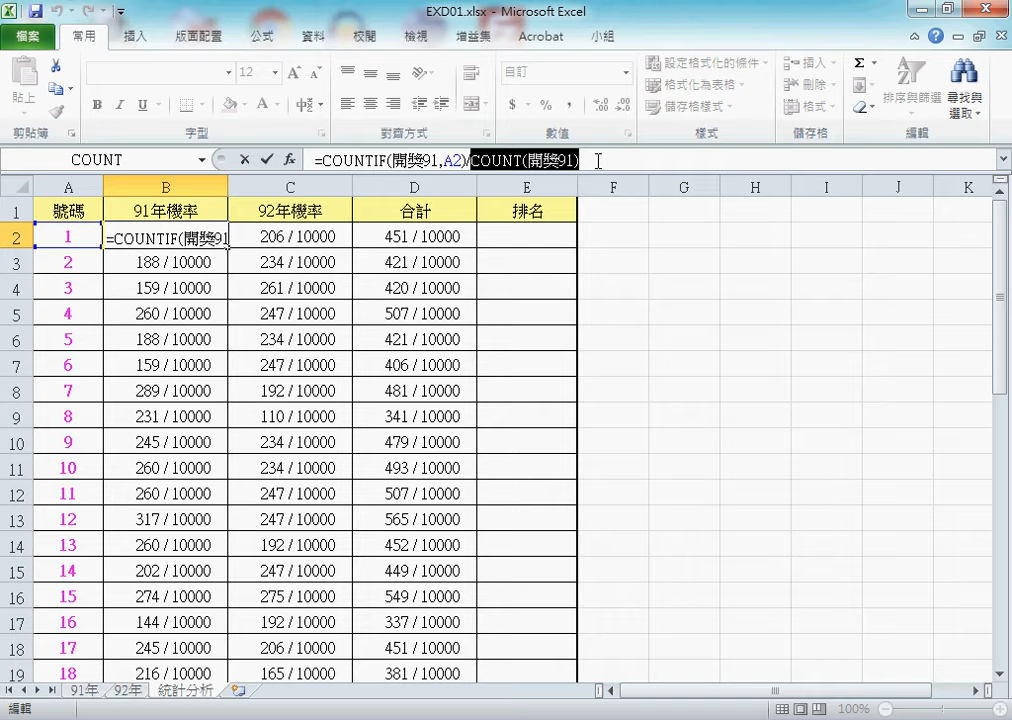 EXD01.xlsx - Microsoft Excel
檔案 常用 插入 版面配置 公式 資料 校閱 檢視 增益集 Acrobat 小組
貼上 12 自訂 設定格式化的條件 格式化為表格 儲存格樣式 插入 刪除 格式 排序與篩選 尋找與選取
剪貼簿 字型 對齊方式 數值 樣式 儲存格 編輯
COUNT =COUNTIF(開獎91,A2)/COUNT(開獎91)
A B C D E F G H I J K
1 號碼 91年機率 92年機率 合計 排名
2 1 =COUNTIF(開獎91 206 / 10000 451 / 10000
3 2 188 / 10000 234 / 10000 421 / 10000
4 3 159 / 10000 261 / 10000 420 / 10000
5 4 260 / 10000 247 / 10000 507 / 10000
6 5 188 / 10000 234 / 10000 421 / 10000
7 6 159 / 10000 247 / 10000 406 / 10000
8 7 289 / 10000 192 / 10000 481 / 10000
9 8 231 / 10000 110 / 10000 341 / 10000
10 9 245 / 10000 234 / 10000 479 / 10000
11 10 260 / 10000 234 / 10000 493 / 10000
12 11 260 / 10000 247 / 10000 507 / 10000
13 12 317 / 10000 247 / 10000 565 / 10000
14 13 260 / 10000 192 / 10000 452 / 10000
15 14 202 / 10000 247 / 10000 449 / 10000
16 15 274 / 10000 275 / 10000 549 / 10000
17 16 144 / 10000 192 / 10000 337 / 10000
18 17 245 / 10000 206 / 10000 451 / 10000
19 18 216 / 10000 165 / 10000 381 / 10000
91年 92年 統計分析
編輯 100%